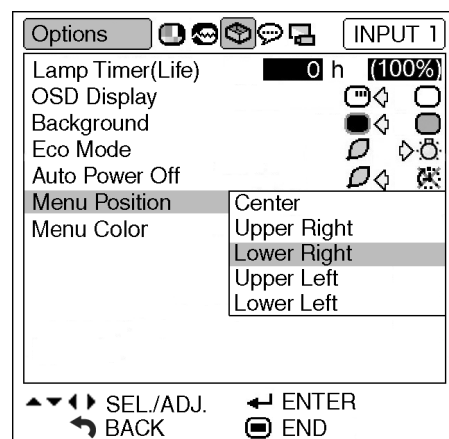 Options INPUT 1
Lamp Timer(Life) 0 h (100%)
OSD Display
Background
Eco Mode
Auto Power Off
Menu Position Center
Menu Color Upper Right
Lower Right
Upper Left
Lower Left
SEL./ADJ. ENTER
BACK END